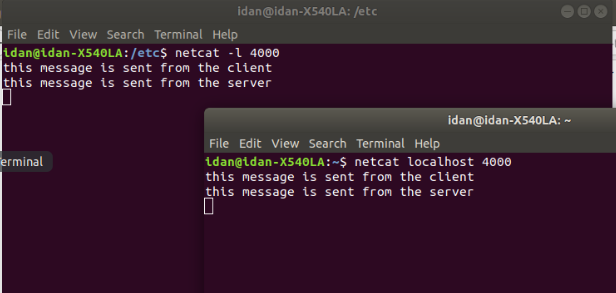 idan@idan-X540LA: /etc
File Edit View Search Terminal Help
idan@idan-X540LA:/etc$ netcat -l 4000
this message is sent from the client
this message is sent from the server
erminal
idan@idan-X540LA: ~
File Edit View Search Terminal Help
idan@idan-X540LA:~$ netcat localhost 4000
this message is sent from the client
this message is sent from the server